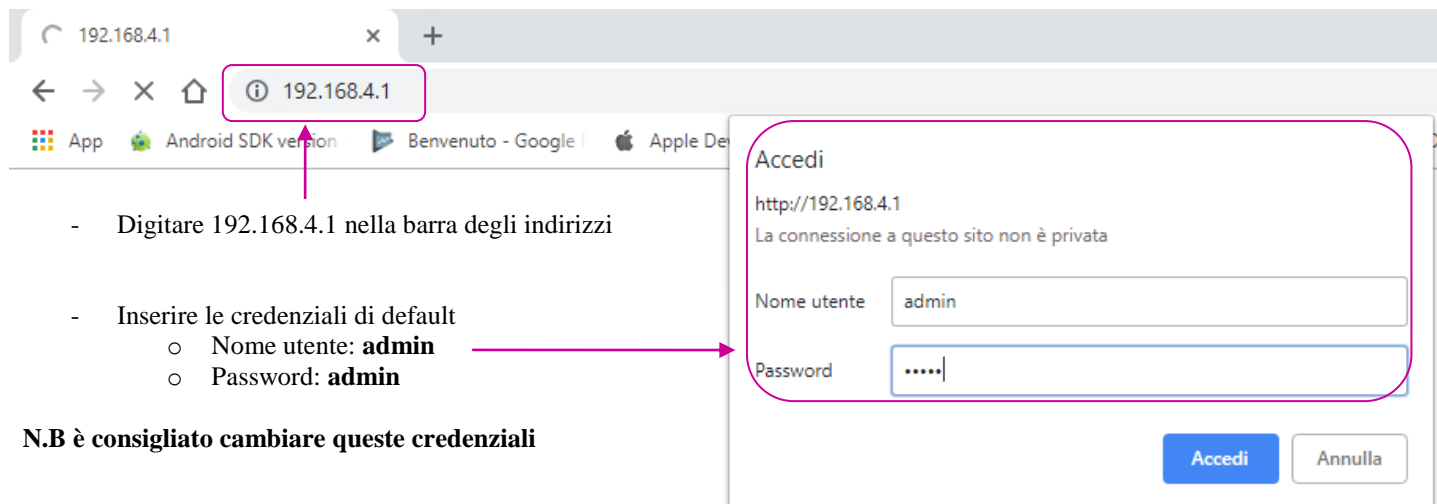 192.168.4.1
192.168.4.1
App Android SDK version Benvenuto - Google Apple De
- Digitare 192.168.4.1 nella barra degli indirizzi
- Inserire le credenziali di default
o Nome utente: admin
o Password: admin
N.B è consigliato cambiare queste credenziali
Accedi
http://192.168.4.1
La connessione a questo sito non è privata
Nome utente admin
Password •••••
Accedi Annulla